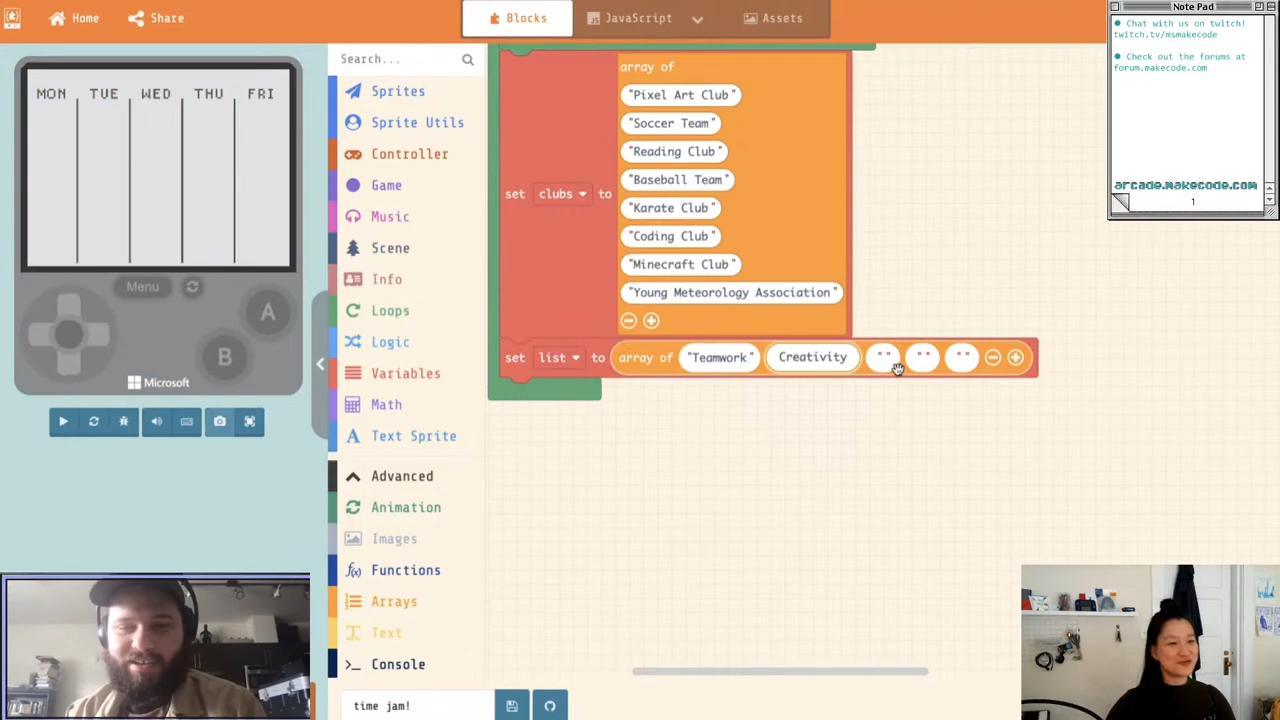 Home
Share
Blocks
JavaScript
Assets
Note Pad
Chat with us on twitch!
twitch.tv/msmakecode
Check out the forums at
forum.makecode.com
arcade.makecode.com
1
MON TUE WED THU FRI
Menu
A
B
Microsoft
Search...
Sprites
Sprite Utils
Controller
Game
Music
Scene
Info
Loops
Logic
Variables
Math
Text Sprite
Advanced
Animation
Images
Functions
Arrays
Text
Console
array of
"Pixel Art Club"
"Soccer Team"
"Reading Club"
"Baseball Team"
"Karate Club"
"Coding Club"
"Minecraft Club"
"Young Meteorology Association"
set clubs to
set list to array of "Teamwork" Creativity " " " " " "
time jam!